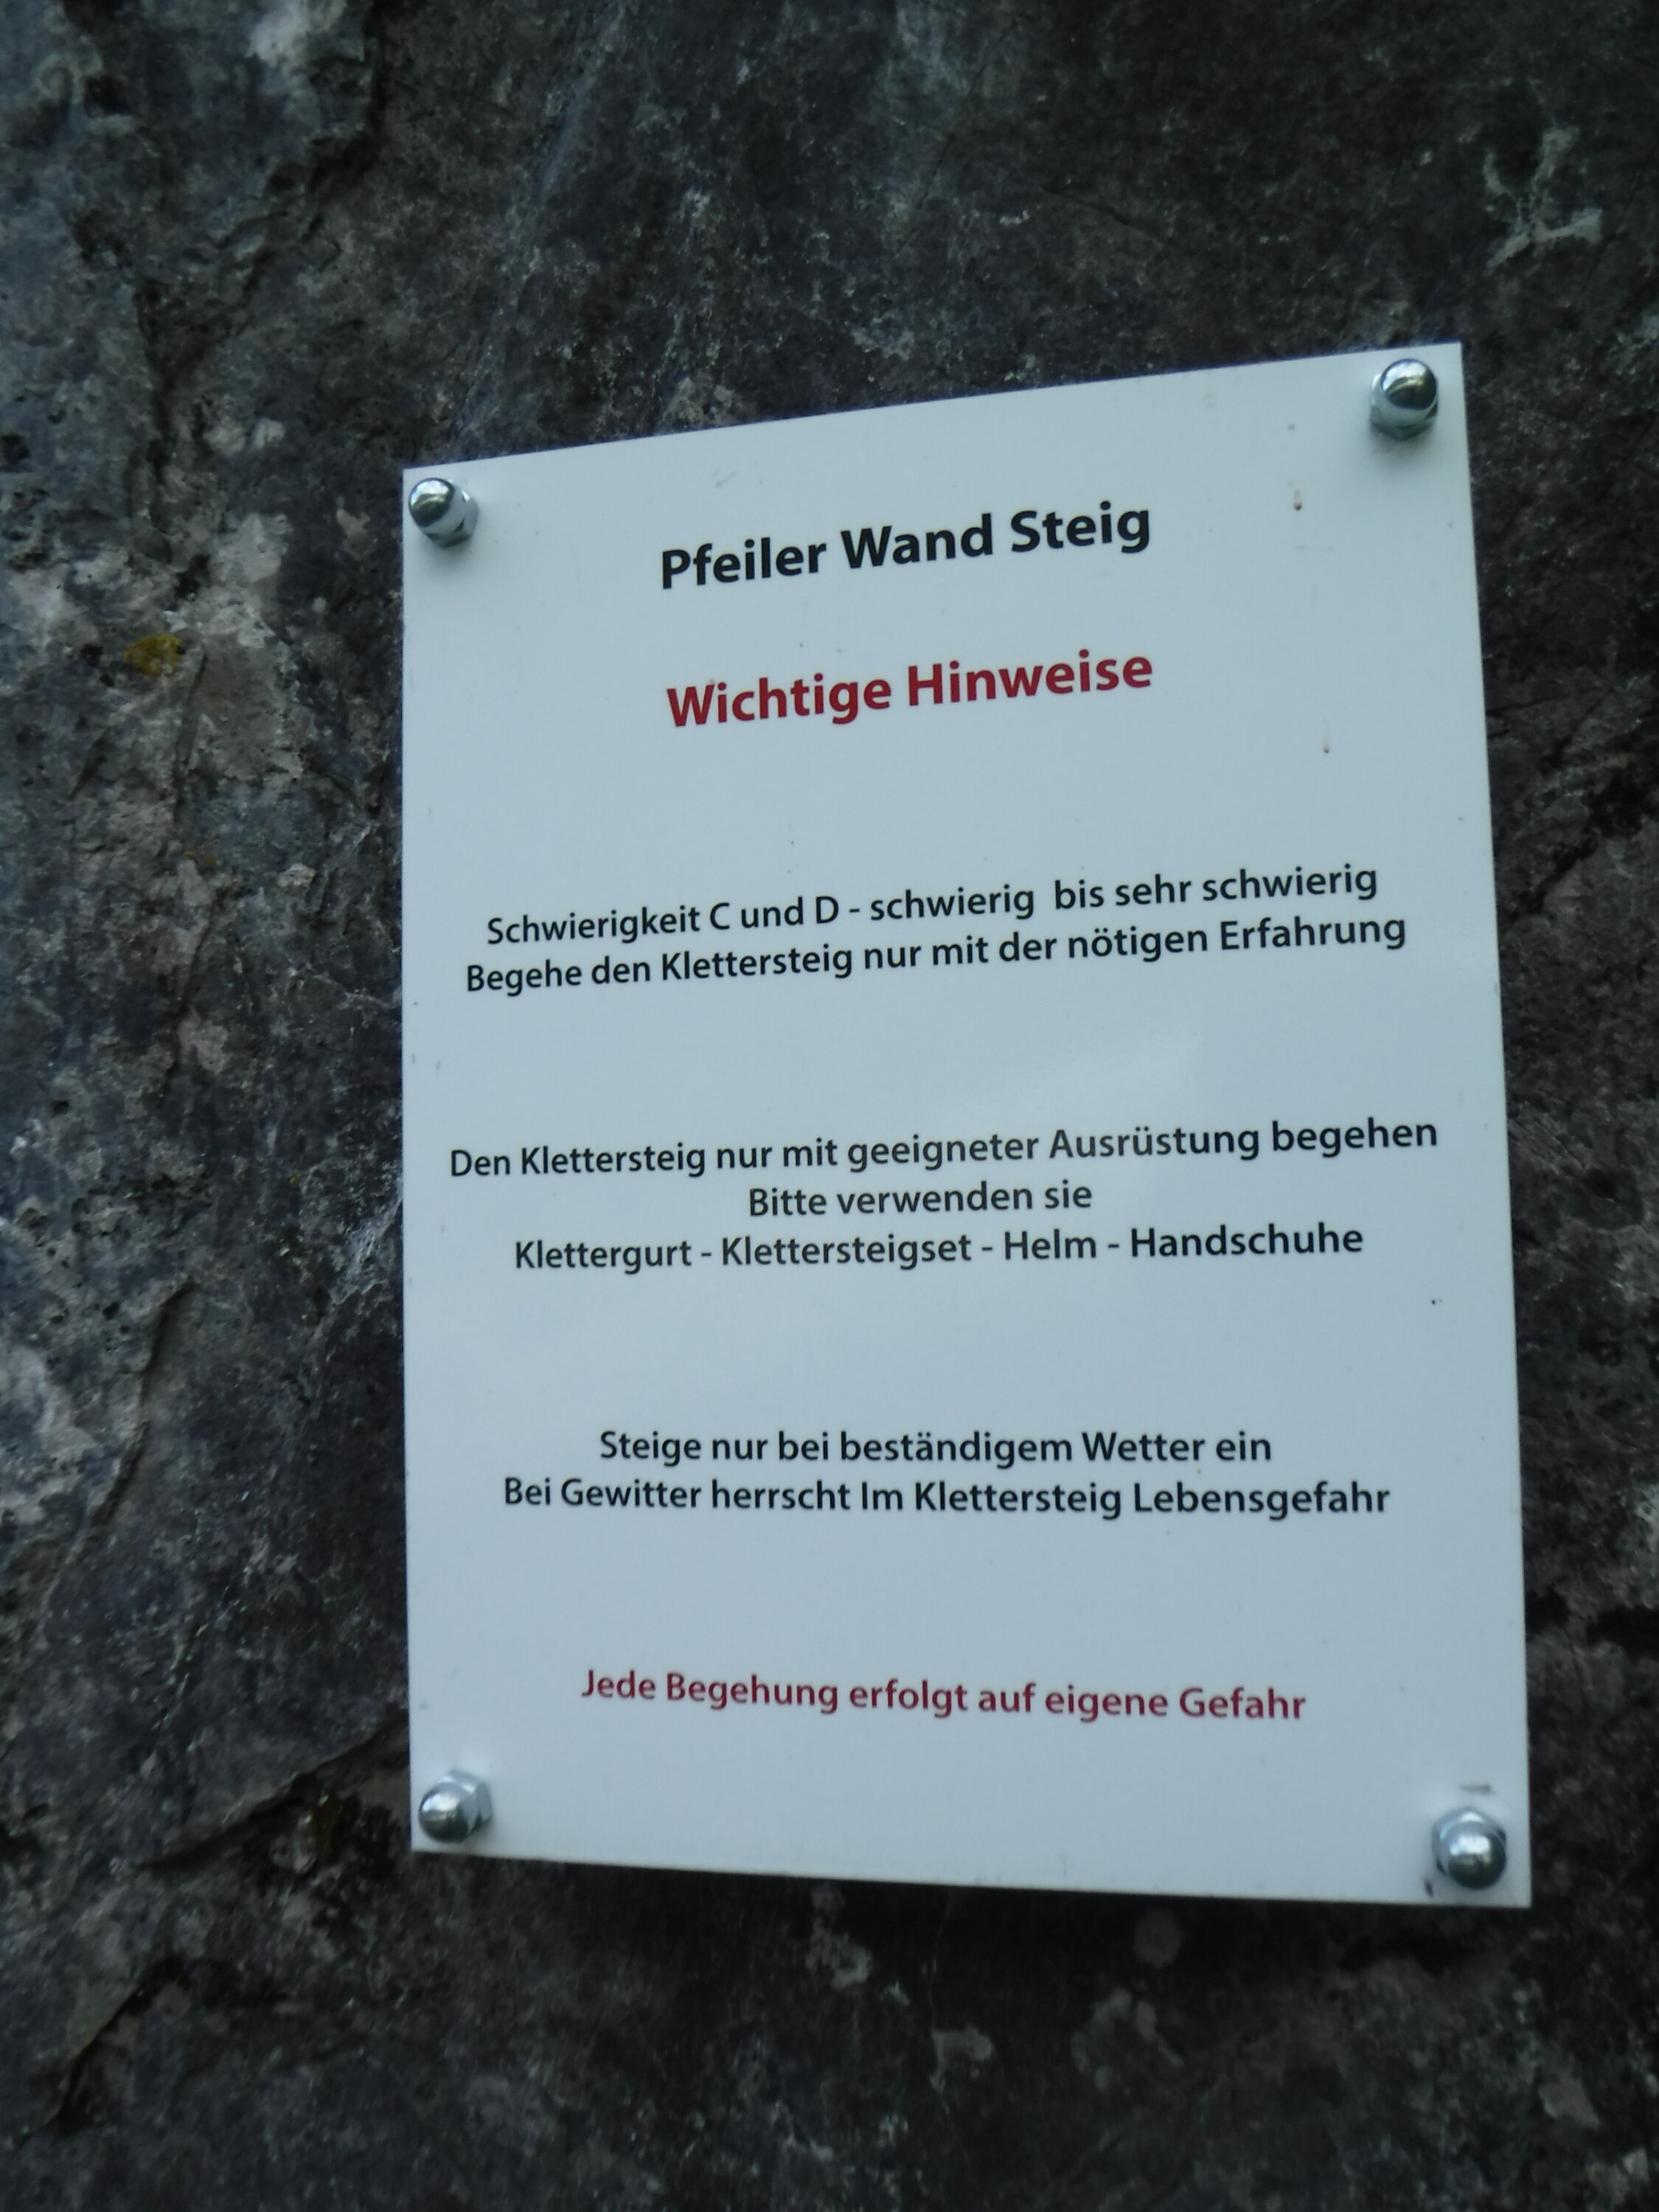 Pfeiler Wand Steig
Wichtige Hinweise
Schwierigkeit C und D - schwierig bis sehr schwierig
Begehe den Klettersteig nur mit der nötigen Erfahrung
Den Klettersteig nur mit geeigneter Ausrüstung begehen
Bitte verwenden sie
Klettergurt - Klettersteigset - Helm - Handschuhe
Steige nur bei beständigem Wetter ein
Bei Gewitter herrscht Im Klettersteig Lebensgefahr
Jede Begehung erfolgt auf eigene Gefahr